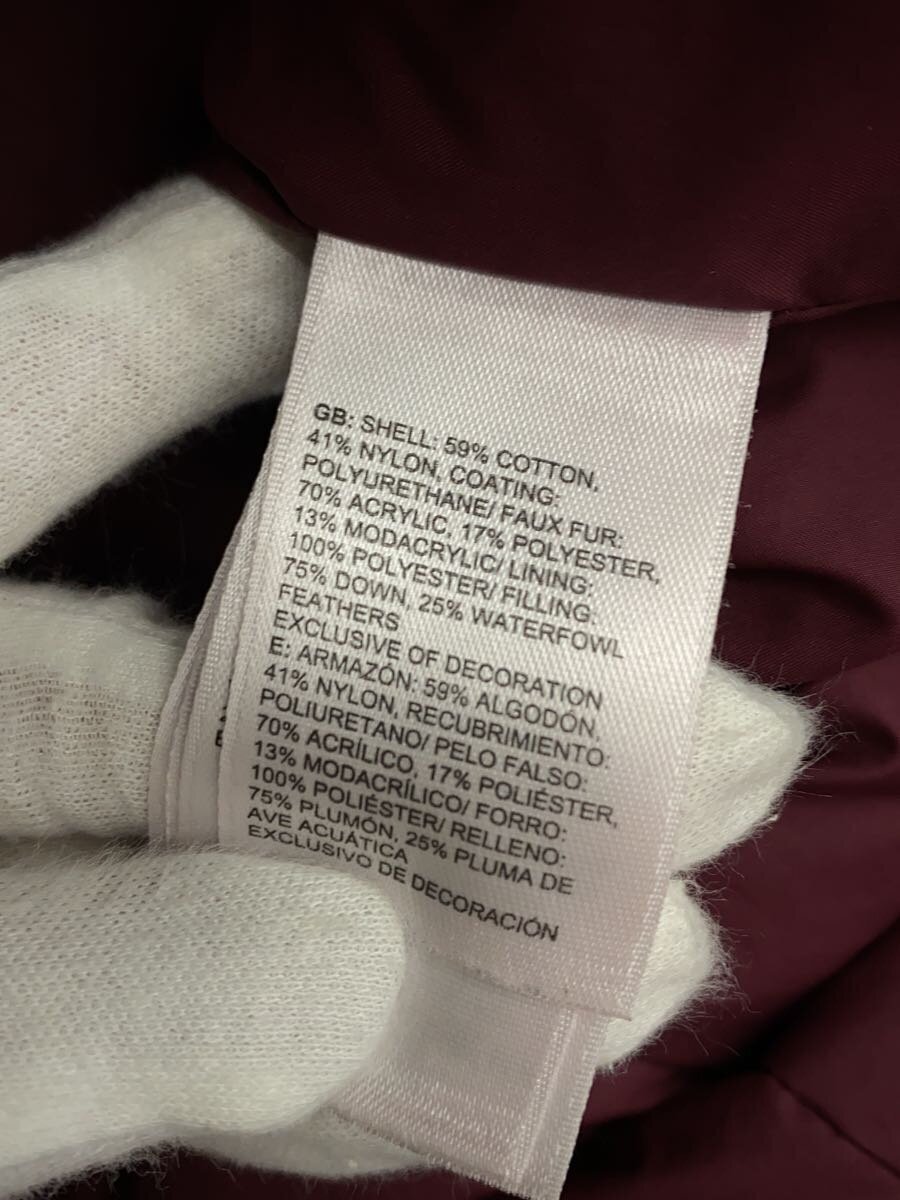 GB: SHELL: 59% COTTON,
41% NYLON, COATING:
POLYURETHANE/ FAUX FUR:
70% ACRYLIC, 17% POLYESTER,
13% MODACRYLIC/ LINING:
100% POLYESTER/ FILLING:
75% DOWN, 25% WATERFOWL
FEATHERS
EXCLUSIVE OF DECORATION
E: ARMAZÓN: 59% ALGODÓN,
41% NYLON, RECUBRIMIENTO:
POLIURETANO/ PELO FALSO:
70% ACRÍLICO, 17% POLIÉSTER,
13% MODACRÍLICO/ FORRO:
100% POLIÉSTER/ RELLENO:
75% PLUMÓN, 25% PLUMA DE
AVE ACUÁTICA
EXCLUSIVO DE DECORACIÓN